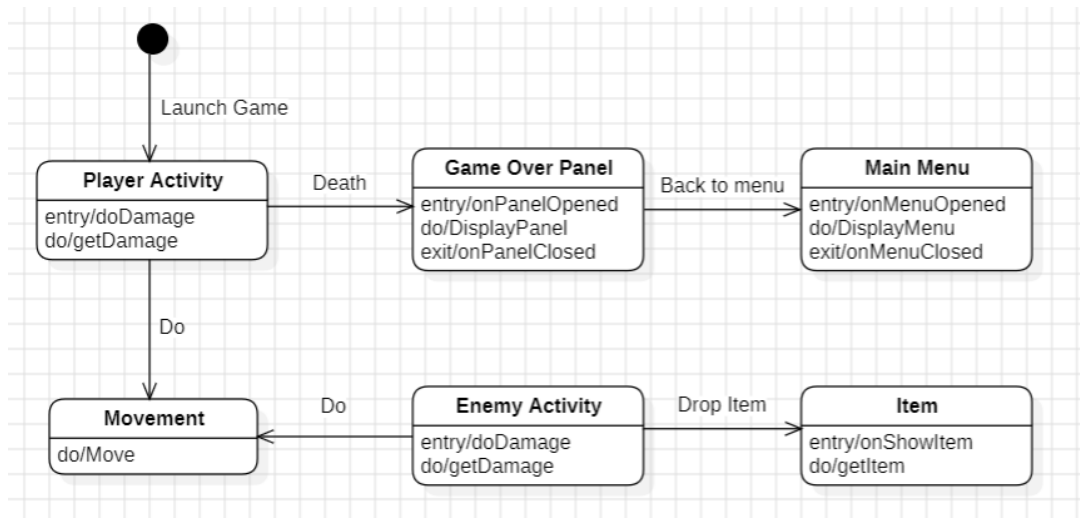 Launch Game
Player Activity
entry/doDamage
do/getDamage
Death
Game Over Panel
entry/onPanelOpened
do/DisplayPanel
exit/onPanelClosed
Back to menu
Main Menu
entry/onMenuOpened
do/DisplayMenu
exit/onMenuClosed
Do
Movement
do/Move
Do
Enemy Activity
entry/doDamage
do/getDamage
Drop Item
Item
entry/onShowItem
do/getItem